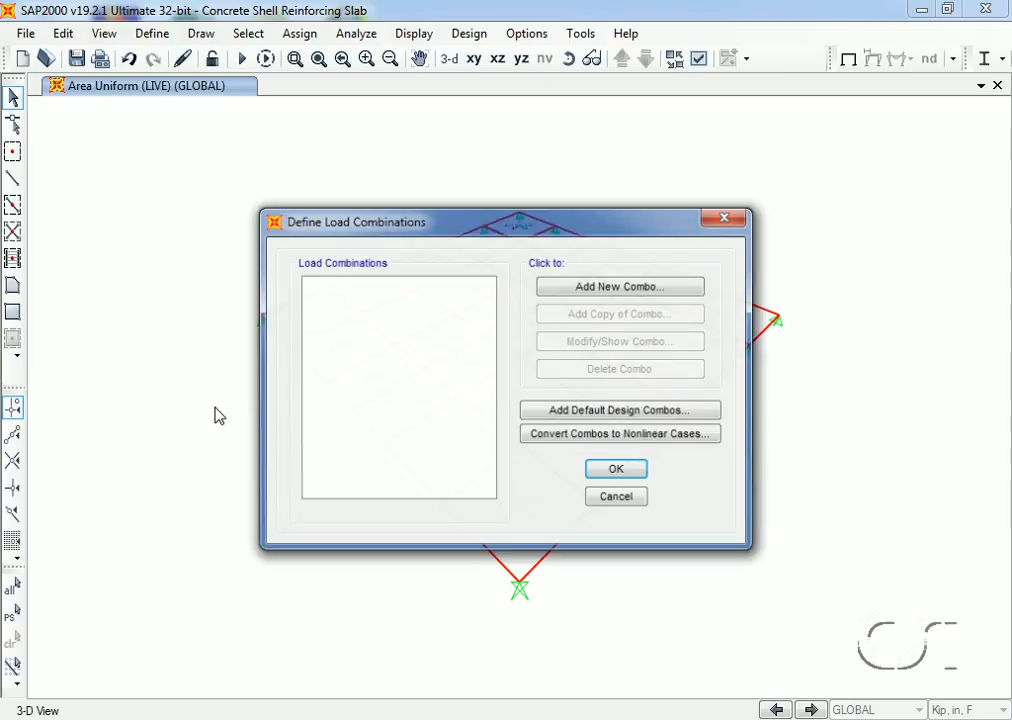 SAP2000 v19.2.1 Ultimate 32-bit - Concrete Shell Reinforcing Slab
File Edit View Define Draw Select Assign Analyze Display Design Options Tools Help
3-d xy xz yz nv nd
Area Uniform (LIVE) (GLOBAL)
Define Load Combinations
Load Combinations
Click to:
Add New Combo...
Add Copy of Combo...
Modify/Show Combo...
Delete Combo
Add Default Design Combos...
Convert Combos to Nonlinear Cases...
OK
Cancel
all
PS
clr
3-D View
GLOBAL
Kip, in, F